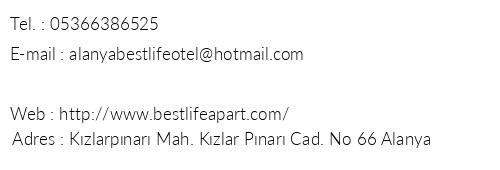 Tel. : 05366386525
E-mail : alanyabestlifeotel@hotmail.com
Web : http://www.bestlifeapart.com/
Adres : Kızlarpınarı Mah. Kızlar Pınarı Cad. No 66 Alanya